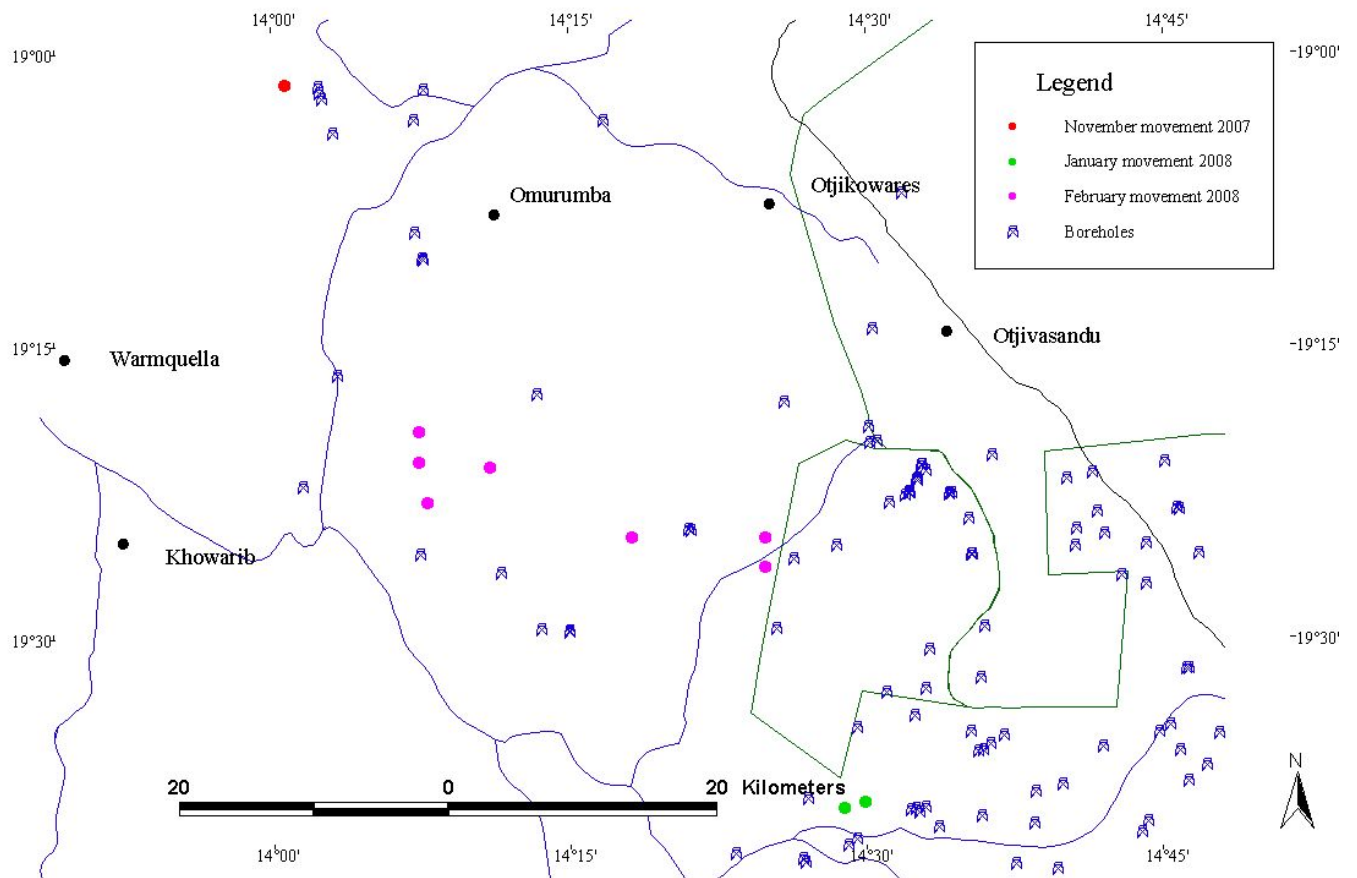 14°00' 14°15' 14°30' 14°45'
19°00' -19°00'
Legend
November movement 2007
January movement 2008
February movement 2008
Boreholes
Omurumba
Otjikowares
Otjivasandu
19°15' -19°15'
Warmquella
Khowarib
19°30' -19°30'
20 0 20 Kilometers
N
14°00' 14°15' 14°30' 14°45'